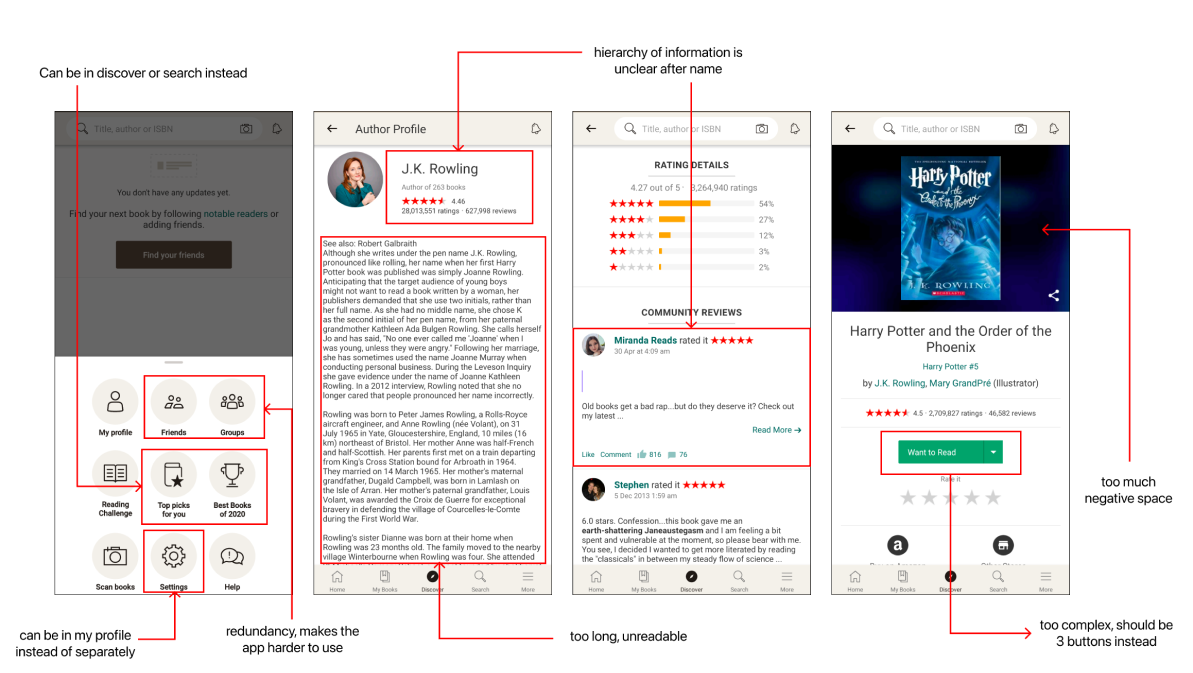 hierarchy of information is
unclear after name
Can be in discover or search instead
Title, author or ISBN
You don't have any updates yet.
Find your next book by following notable readers or
adding friends.
Find your friends
My profile
Friends
Groups
Reading
Challenge
Top picks
for you
Best Books
of 2020
Scan books
Settings
Help
Author Profile
J.K. Rowling
Author of 263 books
4.46
28,013,551 ratings · 627,998 reviews
See also: Robert Galbraith
Although she writes under the pen name J.K. Rowling,
pronounced like rolling, her name when her first Harry
Potter book was published was simply Joanne Rowling.
Anticipating that the target audience of young boys
might not want to read a book written by a woman, her
publishers demanded that she use two initials, rather than
her full name. As she had no middle name, she chose K
as the second initial of her pen name, from her paternal
grandmother Kathleen Ada Bulgen Rowling. She calls herself
Jo and has said, "No one ever called me 'Joanne' when I
was young, unless they were angry." Following her marriage,
she has sometimes used the name Joanne Murray when
conducting personal business. During the Leveson Inquiry
she gave evidence under the name of Joanne Kathleen
Rowling. In a 2012 interview, Rowling noted that she no
longer cared that people pronounced her name incorrectly.
Rowling was born to Peter James Rowling, a Rolls-Royce
aircraft engineer, and Anne Rowling (née Volant), on 31
July 1965 in Yate, Gloucestershire, England, 10 miles (16
km) northeast of Bristol. Her mother Anne was half-French
and half-Scottish. Her parents first met on a train departing
from King's Cross Station bound for Arbroath in 1964.
They married on 14 March 1965. Her mother's maternal
grandfather, Dugald Campbell, was born in Lamlash on
the Isle of Arran. Her mother's paternal grandfather, Louis
Volant, was awarded the Croix de Guerre for exceptional
bravery in defending the village of Courcelles-le-Comte
during the First World War.
Rowling's sister Dianne was born at their home when
Rowling was 23 months old. The family moved to the nearby
village Winterbourne when Rowling was four. She attended
Home
My Books
Discover
Search
More
Title, author or ISBN
RATING DETAILS
4.27 out of 5 · 3,264,940 ratings
54%
27%
12%
3%
2%
COMMUNITY REVIEWS
Miranda Reads rated it
30 Apr at 4:09 am
Old books get a bad rap...but do they deserve it? Check out
my latest ...
Read More →
Like Comment 816 76
Stephen rated it
5 Dec 2013 1:59 am
6.0 stars. Confession...this book gave me an
earth-shattering Janeaustegasm and I am feeling a bit
spent and vulnerable at the moment, so please bear with me.
You see, I decided I wanted to get more literated by reading
the "classicals" in between my steady flow of science ...
Home
My Books
Discover
Search
More
Title, author or ISBN
Harry Potter
and the
Order of the Phoenix
J. K. ROWLING
SCHOLASTIC
Harry Potter and the Order of the
Phoenix
Harry Potter #5
by J.K. Rowling, Mary GrandPré (Illustrator)
4.5 · 2,709,827 ratings · 46,582 reviews
Want to Read
Rate it
a
Home
My Books
Discover
Search
More
too much
negative space
can be in my profile
instead of separately
redundancy, makes the
app harder to use
too long, unreadable
too complex, should be
3 buttons instead